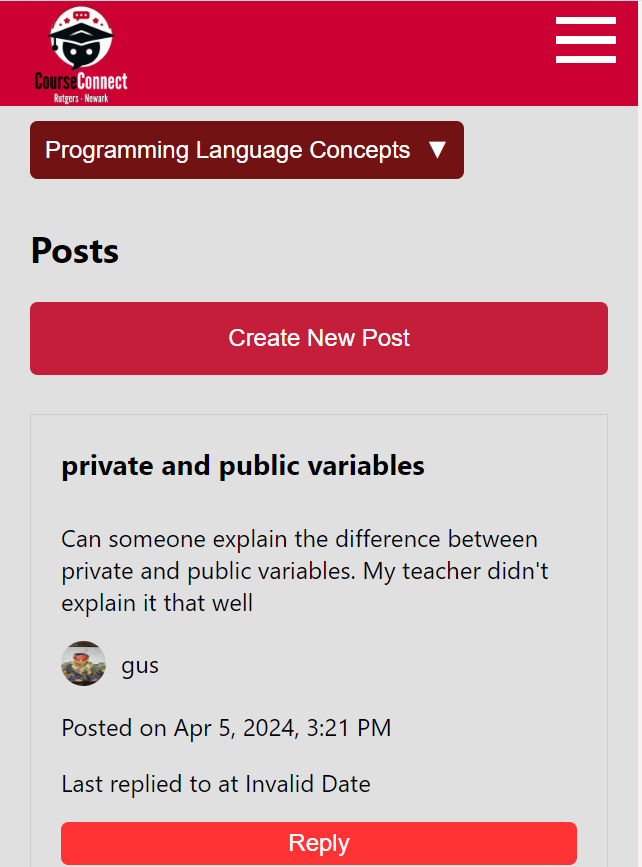 CourseConnect
Rutgers - Newark
Programming Language Concepts ▼
Posts
Create New Post
private and public variables
Can someone explain the difference between
private and public variables. My teacher didn't
explain it that well
gus
Posted on Apr 5, 2024, 3:21 PM
Last replied to at Invalid Date
Reply